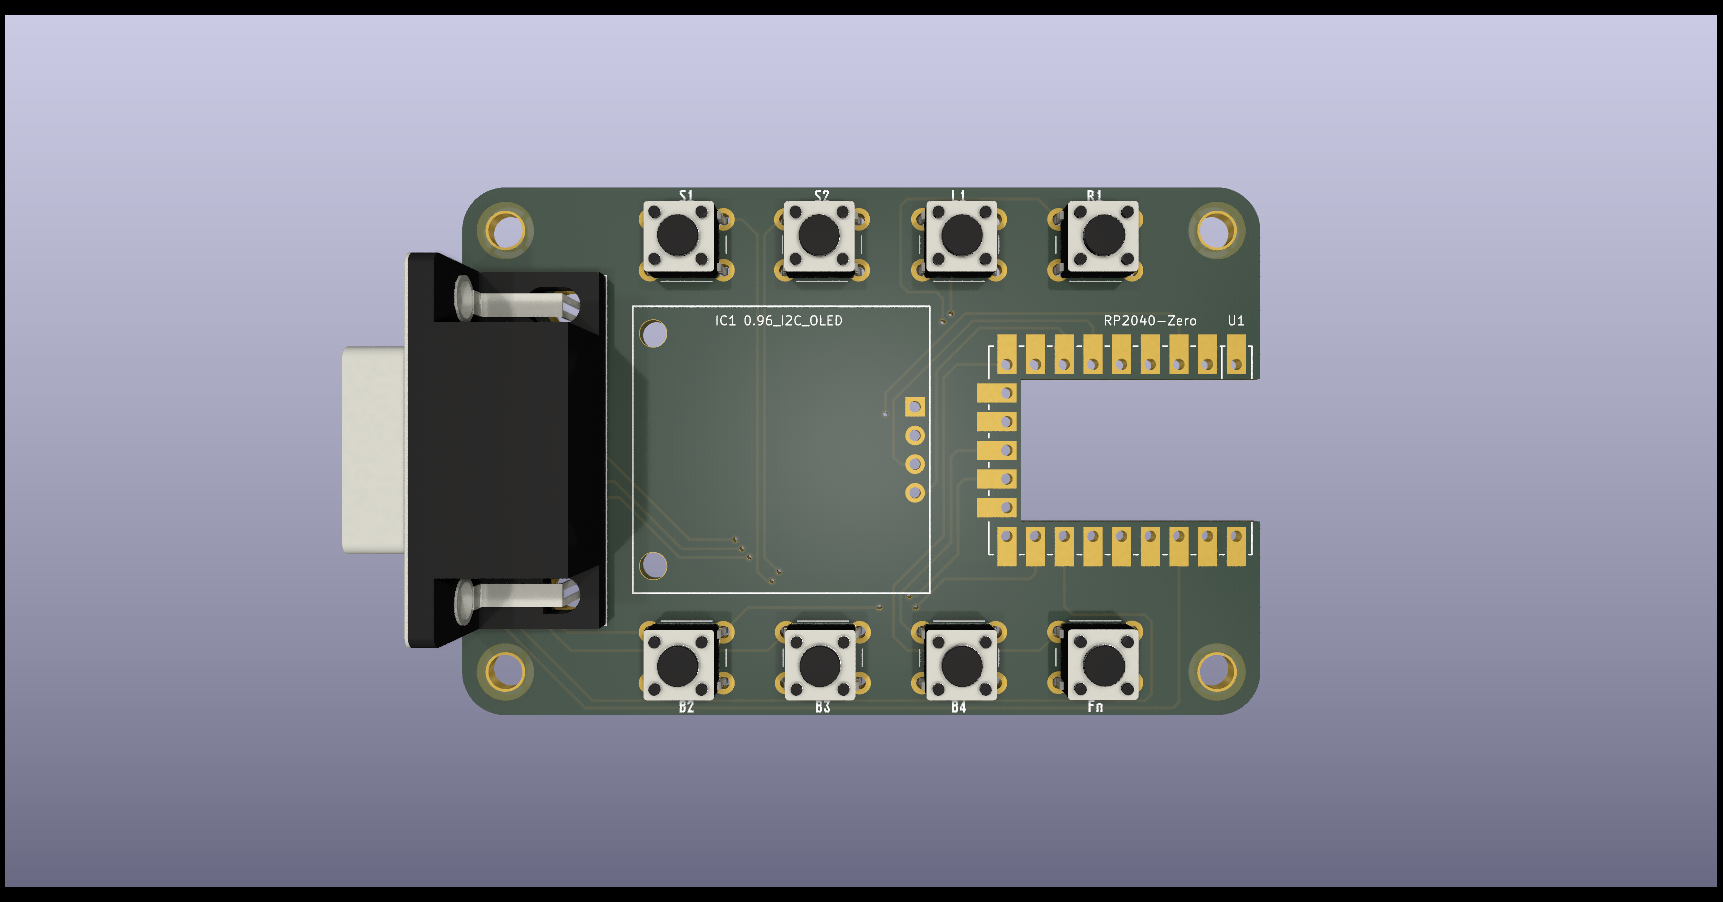 S1 S2 L1 R1
IC1 0.96_I2C_OLED
RP2040-Zero U1
B2 B3 B4 Fn